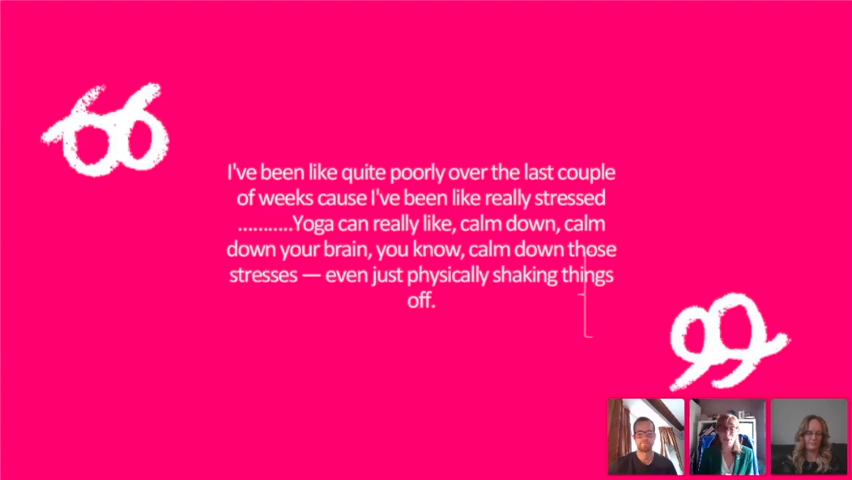 I've been like quite poorly over the last couple
of weeks cause I've been like really stressed
...........Yoga can really like, calm down, calm
down your brain, you know, calm down those
stresses — even just physically shaking things
off.